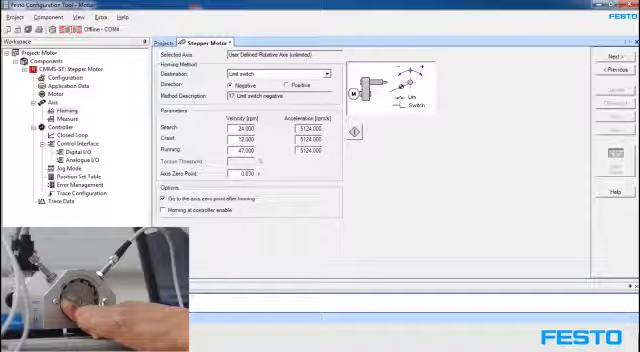 Festo Configuration Tool - Motor
Project Component View Extra Help
FESTO
Offline - COM4
Workspace
Project: Motor
Components
CMMS-ST: Stepper Motor
Configuration
Application Data
Motor
Axis
Homing
Measure
Controller
Closed Loop
Control Interface
Digital I/O
Analogue I/O
Jog Mode
Position Set Table
Error Management
Trace Configuration
Trace Data
Projects Stepper Motor *
Selected Axis: User Defined Rotative Axis (unlimited)
Homing Method
Destination: Limit switch
Direction: Negative Positive
Method Description: 17: Limit switch negative
Parameters
Velocity [rpm] Acceleration [rpm/s]
Search 24.000 5124.000
Crawl 12.000 5124.000
Running 47.000 5124.000
Torque Threshold: %
Axis Zero Point: 0.000 r
Options
Go to the axis zero point after homing
Homing at controller enable
M
- +
Lim
Switch
Next >
< Previous
Help
FESTO